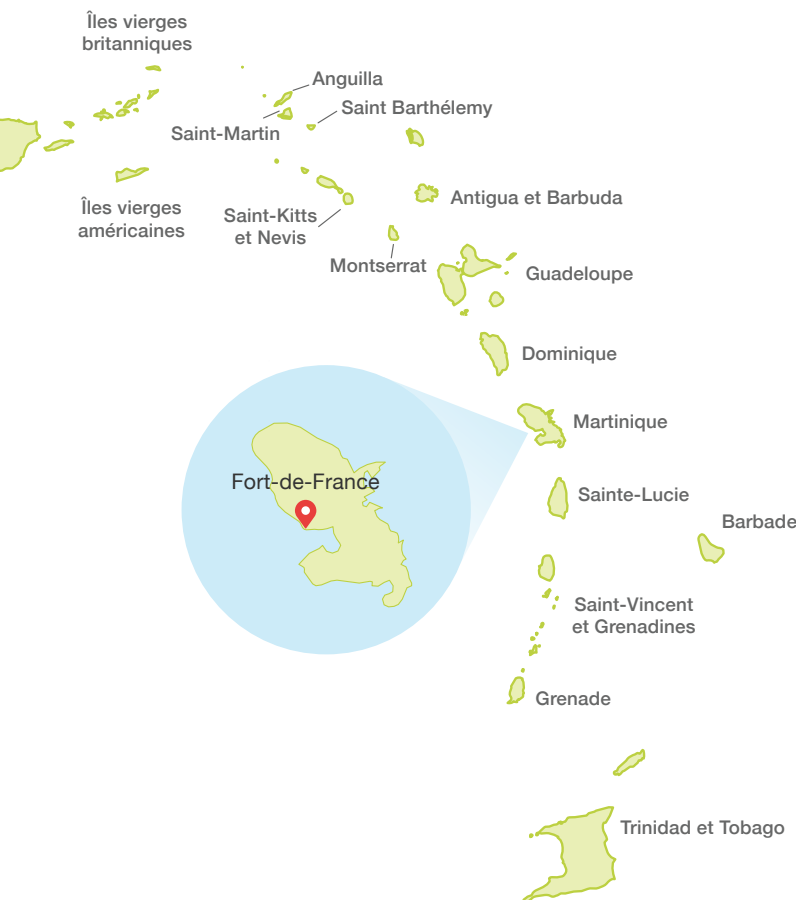 Îles vierges
britanniques
Anguilla
Saint Barthélemy
Saint-Martin
Îles vierges
américaines
Saint-Kitts
et Nevis
Antigua et Barbuda
Montserrat
Guadeloupe
Dominique
Martinique
Fort-de-France
Sainte-Lucie
Barbade
Saint-Vincent
et Grenadines
Grenade
Trinidad et Tobago